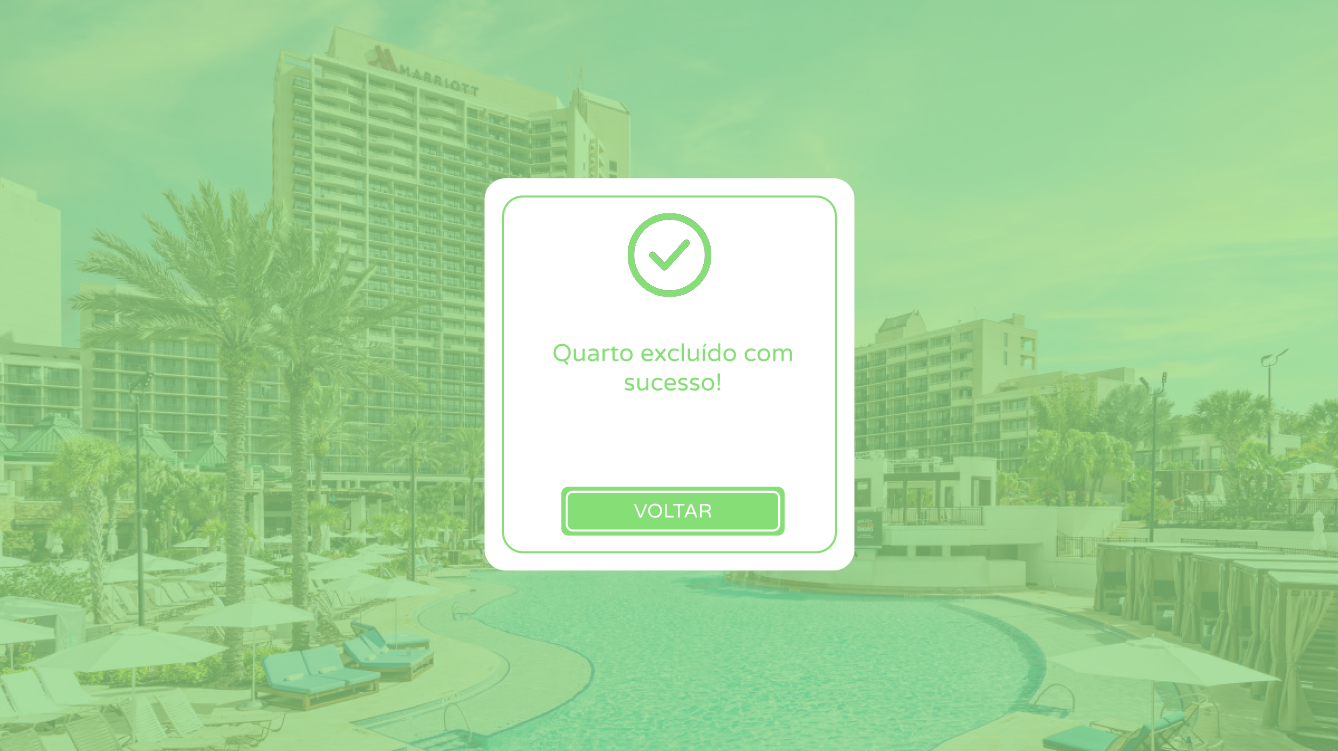 MARRIOTT
Quarto excluído com
sucesso!
VOLTAR